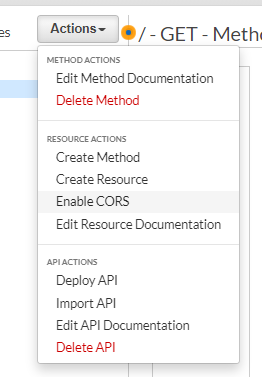 es
Actions
/ - GET - Metho
METHOD ACTIONS
Edit Method Documentation
Delete Method
RESOURCE ACTIONS
Create Method
Create Resource
Enable CORS
Edit Resource Documentation
API ACTIONS
Deploy API
Import API
Edit API Documentation
Delete API